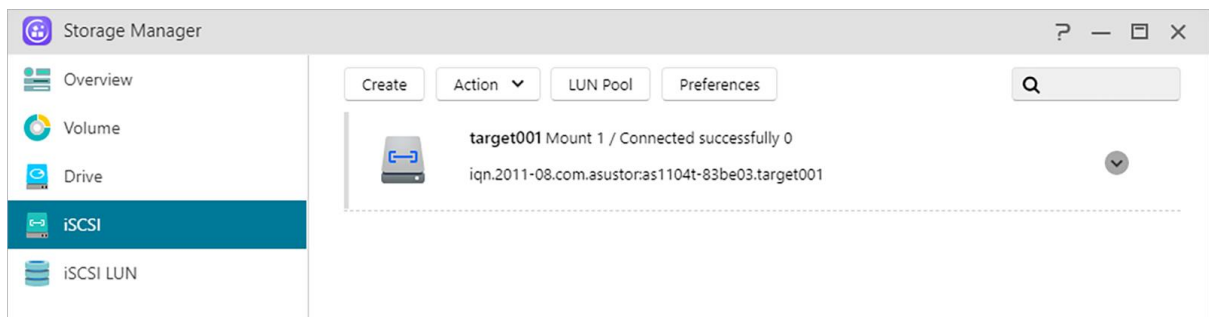 Storage Manager
Overview
Volume
Drive
iSCSI
iSCSI LUN
Create Action LUN Pool Preferences
target001 Mount 1 / Connected successfully 0
iqn.2011-08.com.asustor:as1104t-83be03.target001